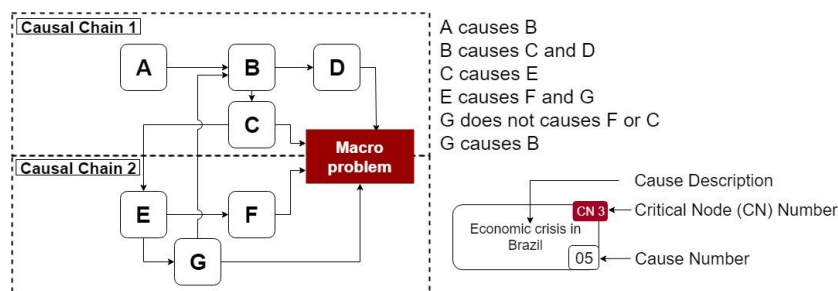 Causal Chain 1
A
B
D
C
Macro
problem
Causal Chain 2
E
F
G
A causes B
B causes C and D
C causes E
E causes F and G
G does not causes F or C
G causes B
Cause Description
CN 3
Critical Node (CN) Number
Economic crisis in
Brazil
05
Cause Number